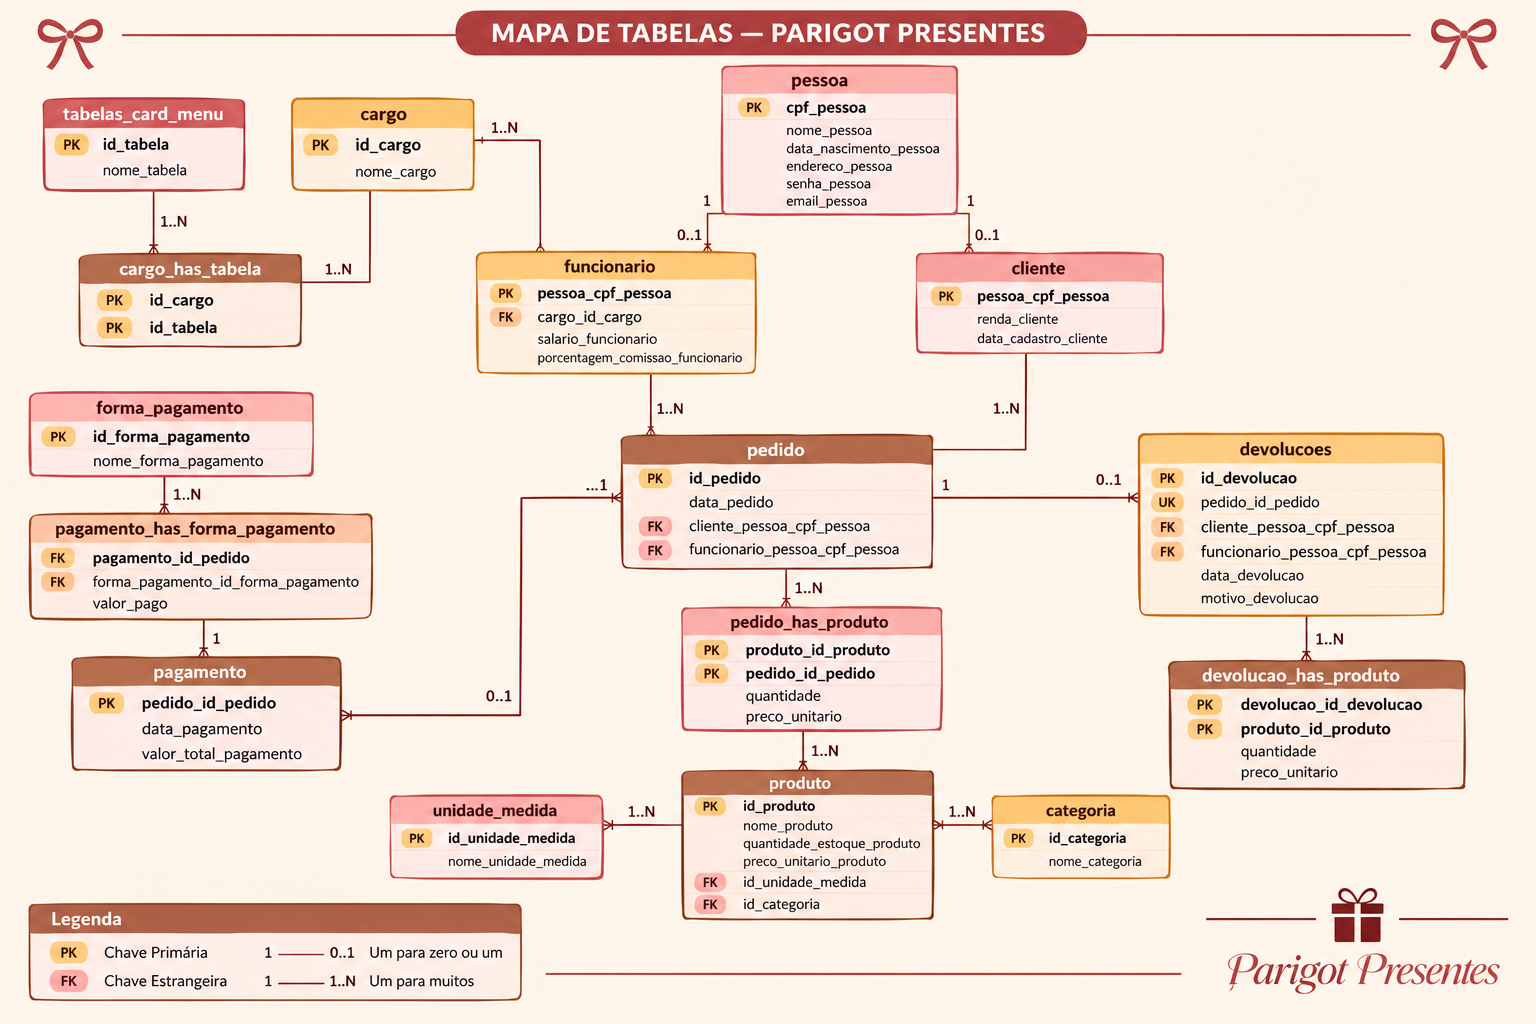 MAPA DE TABELAS — PARIGOT PRESENTES
tabelas_card_menu
PK id_tabela
nome_tabela
1..N
cargo
PK id_cargo
nome_cargo
1..N
1..N
cargo_has_tabela
PK id_cargo
PK id_tabela
pessoa
PK cpf_pessoa
nome_pessoa
data_nascimento_pessoa
endereco_pessoa
senha_pessoa
email_pessoa
1
0..1
1
0..1
funcionario
PK pessoa_cpf_pessoa
FK cargo_id_cargo
salario_funcionario
porcentagem_comissao_funcionario
1..N
cliente
PK pessoa_cpf_pessoa
renda_cliente
data_cadastro_cliente
1..N
forma_pagamento
PK id_forma_pagamento
nome_forma_pagamento
1..N
pagamento_has_forma_pagamento
FK pagamento_id_pedido
FK forma_pagamento_id_forma_pagamento
valor_pago
1
pagamento
PK pedido_id_pedido
data_pagamento
valor_total_pagamento
0..1
...1
pedido
PK id_pedido
data_pedido
FK cliente_pessoa_cpf_pessoa
FK funcionario_pessoa_cpf_pessoa
1
0..1
1..N
devolucoes
PK id_devolucao
UK pedido_id_pedido
FK cliente_pessoa_cpf_pessoa
FK funcionario_pessoa_cpf_pessoa
data_devolucao
motivo_devolucao
1..N
pedido_has_produto
PK produto_id_produto
PK pedido_id_pedido
quantidade
preco_unitario
1..N
devolucao_has_produto
PK devolucao_id_devolucao
PK produto_id_produto
quantidade
preco_unitario
unidade_medida
PK id_unidade_medida
nome_unidade_medida
1..N
produto
PK id_produto
nome_produto
quantidade_estoque_produto
preco_unitario_produto
FK id_unidade_medida
FK id_categoria
1..N
categoria
PK id_categoria
nome_categoria
Legenda
PK Chave Primária 1 0..1 Um para zero ou um
FK Chave Estrangeira 1 1..N Um para muitos
Parigot Presentes